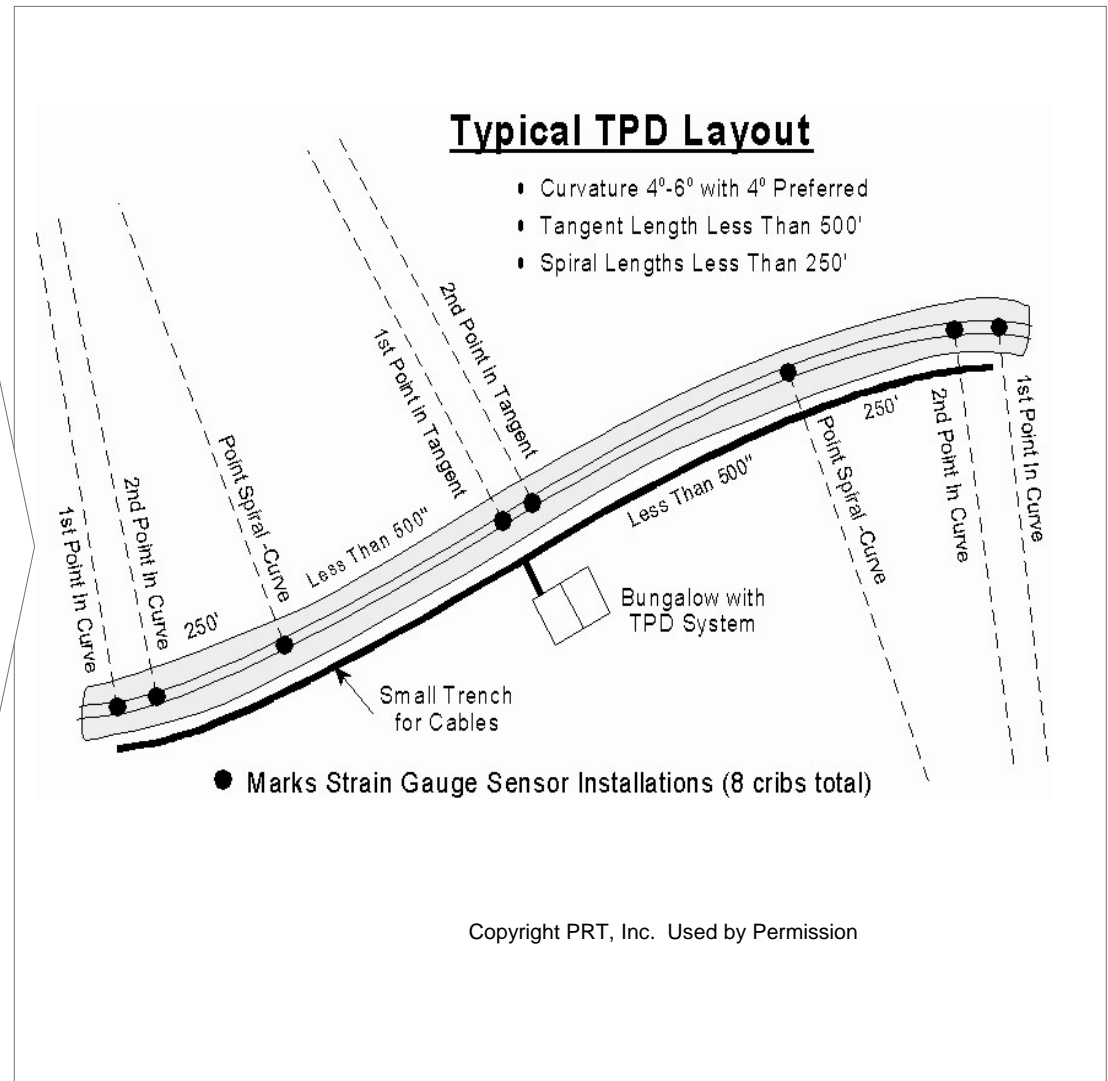 Typical TPD Layout
Curvature 4º-6º with 4º Preferred
Tangent Length Less Than 500'
Spiral Lengths Less Than 250'
1st Point In Curve
2nd Point In Curve
Point Spiral -Curve
1st Point In Tangent
2nd Point In Tangent
250'
Less Than 500"
Less Than 500"
250'
Point Spiral -Curve
2nd Point In Curve
1st Point In Curve
Bungalow with
TPD System
Small Trench
for Cables
Marks Strain Gauge Sensor Installations (8 cribs total)
Copyright PRT, Inc. Used by Permission